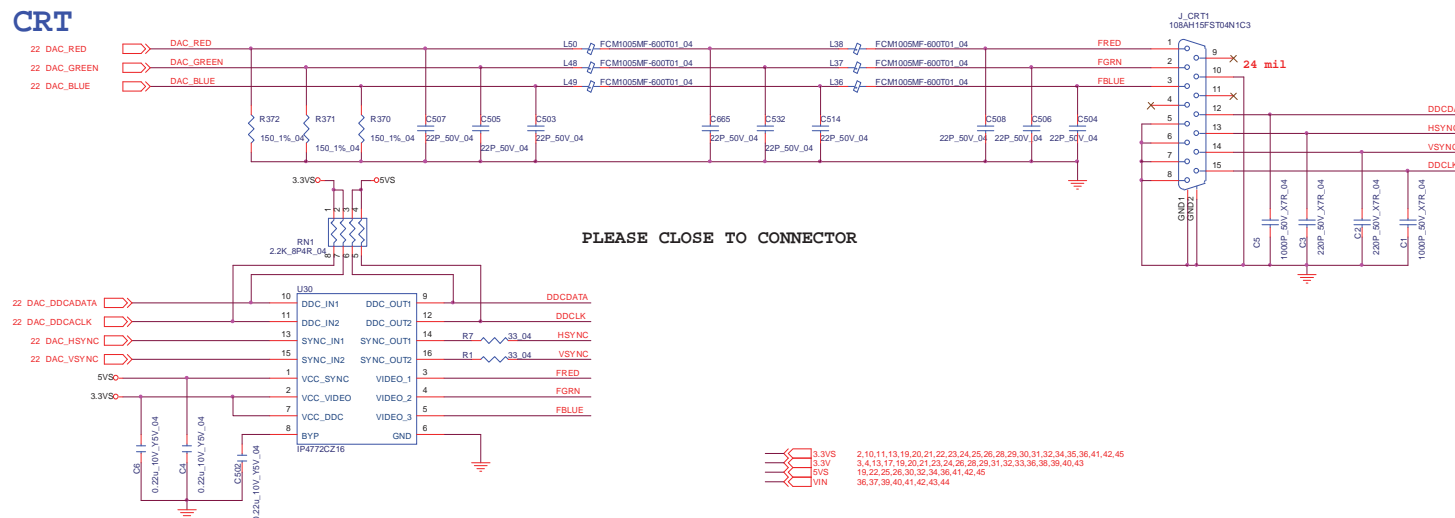 CRT
J_CRT1
108AH15FST04N1C3
22 DAC_RED
DAC_RED
L50
FCM1005MF-600T01_04
L38
FCM1005MF-600T01_04
FRED
1
9
24 mil
22 DAC_GREEN
DAC_GREEN
L48
FCM1005MF-600T01_04
L37
FCM1005MF-600T01_04
FGRN
2
10
22 DAC_BLUE
DAC_BLUE
L49
FCM1005MF-600T01_04
L36
FCM1005MF-600T01_04
FBLUE
3
11
4
12
DDCDA
5
13
HSYNC
6
14
VSYNC
7
15
DDCLK
8
GND1
GND2
R372
150_1%_04
R371
150_1%_04
R370
150_1%_04
C507
22P_50V_04
C505
22P_50V_04
C503
22P_50V_04
C665
22P_50V_04
C532
22P_50V_04
C514
22P_50V_04
C508
22P_50V_04
C506
22P_50V_04
C504
22P_50V_04
C5
1000P_50V_X7R_04
C3
220P_50V_X7R_04
C2
220P_50V_X7R_04
C1
1000P_50V_X7R_04
3.3VS
5VS
1
2
3
4
RN1
2.2K_8P4R_04
8
7
6
5
PLEASE CLOSE TO CONNECTOR
U30
22 DAC_DDCADATA
10
DDC_IN1
DDC_OUT1
9
DDCDATA
22 DAC_DDCACLK
11
DDC_IN2
DDC_OUT2
12
DDCLK
22 DAC_HSYNC
13
SYNC_IN1
SYNC_OUT1
14
R7
33_04
HSYNC
22 DAC_VSYNC
15
SYNC_IN2
SYNC_OUT2
16
R1
33_04
VSYNC
5VS
1
VCC_SYNC
VIDEO_1
3
FRED
3.3VS
2
VCC_VIDEO
VIDEO_2
4
FGRN
7
VCC_DDC
VIDEO_3
5
FBLUE
8
BYP
GND
6
IP4772CZ16
C6
0.22u_10V_Y5V_04
C4
0.22u_10V_Y5V_04
C502
0.22u_10V_Y5V_04
3.3VS 2,10,11,13,19,20,21,22,23,24,25,26,28,29,30,31,32,34,35,36,41,42,45
3.3V 3,4,13,17,19,20,21,23,24,26,28,29,31,32,33,36,38,39,40,43
5VS 19,22,25,26,30,32,34,36,41,42,45
VIN 36,37,39,40,41,42,43,44